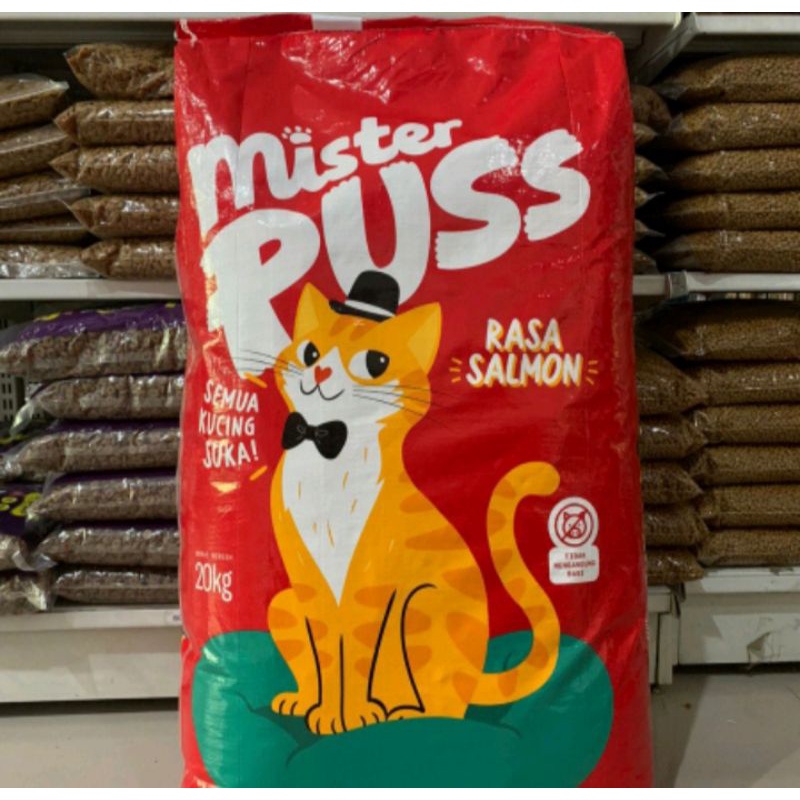 mister
PUSS
RASA
SALMON
SEMUA
KUCING
SUKA!
20kg
TIDAK
MENGANDUNG
BABI